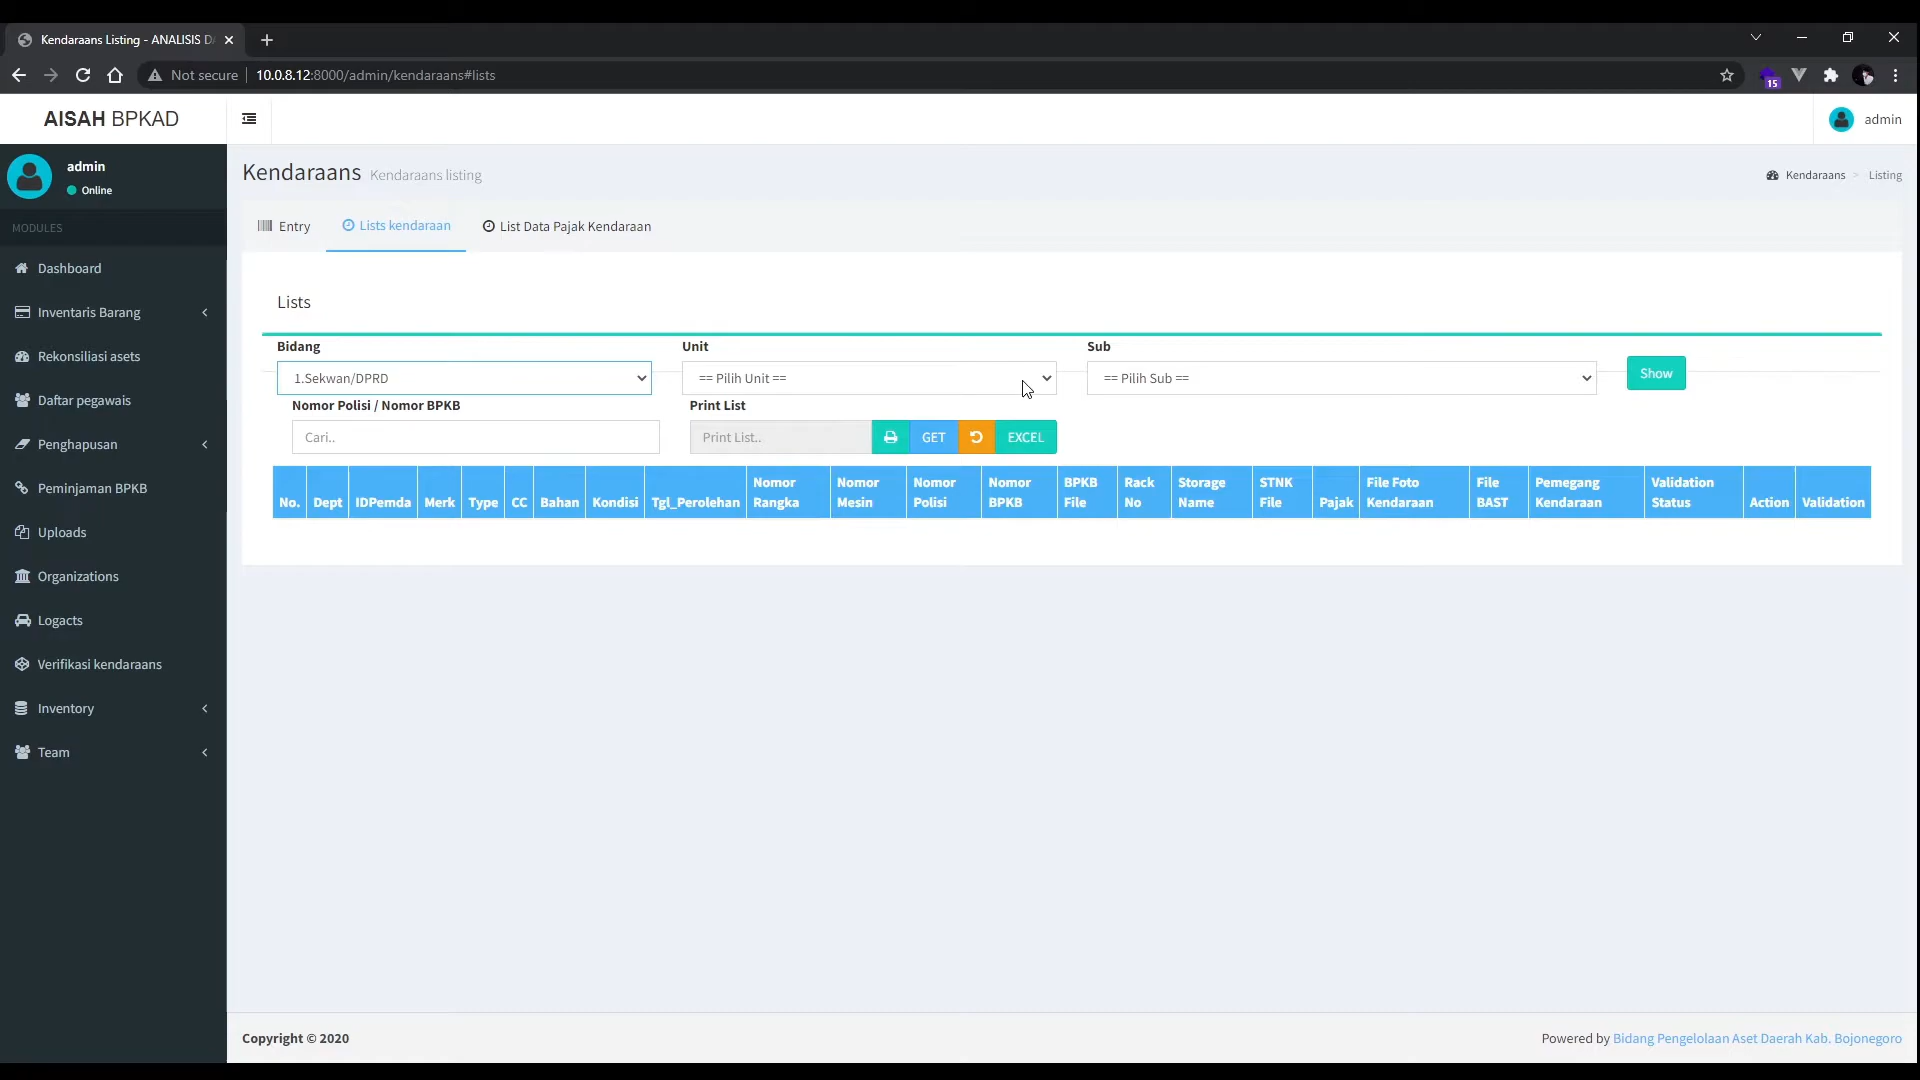 Kendaraans Listing - ANALISIS DA
Not secure
10.0.8.12:8000/admin/kendaraans#lists
15
AISAH BPKAD
admin
admin
Online
MODULES
Dashboard
Inventaris Barang
Rekonsiliasi assets
Daftar pegawais
Penghapusan
Peminjaman BPKB
Uploads
Organizations
Logacts
Verifikasi kendaraans
Inventory
Team
Kendaraans Kendaraans listing
Kendaraans > Listing
Entry
Lists kendaraan
List Data Pajak Kendaraan
Lists
Bidang
Unit
Sub
1.Sekwan/DPRD
== Pilih Unit ==
== Pilih Sub ==
Show
Nomor Polisi / Nomor BPKB
Print List
Cari..
Print List..
GET
EXCEL
No.
Dept
IDPemda
Merk
Type
CC
Bahan
Kondisi
Tgl_Perolehan
Nomor
Rangka
Nomor
Mesin
Nomor
Polisi
Nomor
BPKB
BPKB
File
Rack
No
Storage
Name
STNK
File
Pajak
File Foto
Kendaraan
File
BAST
Pemegang
Kendaraan
Validation
Status
Action
Validation
Copyright © 2020
Powered by Bidang Pengelolaan Aset Daerah Kab. Bojonegoro